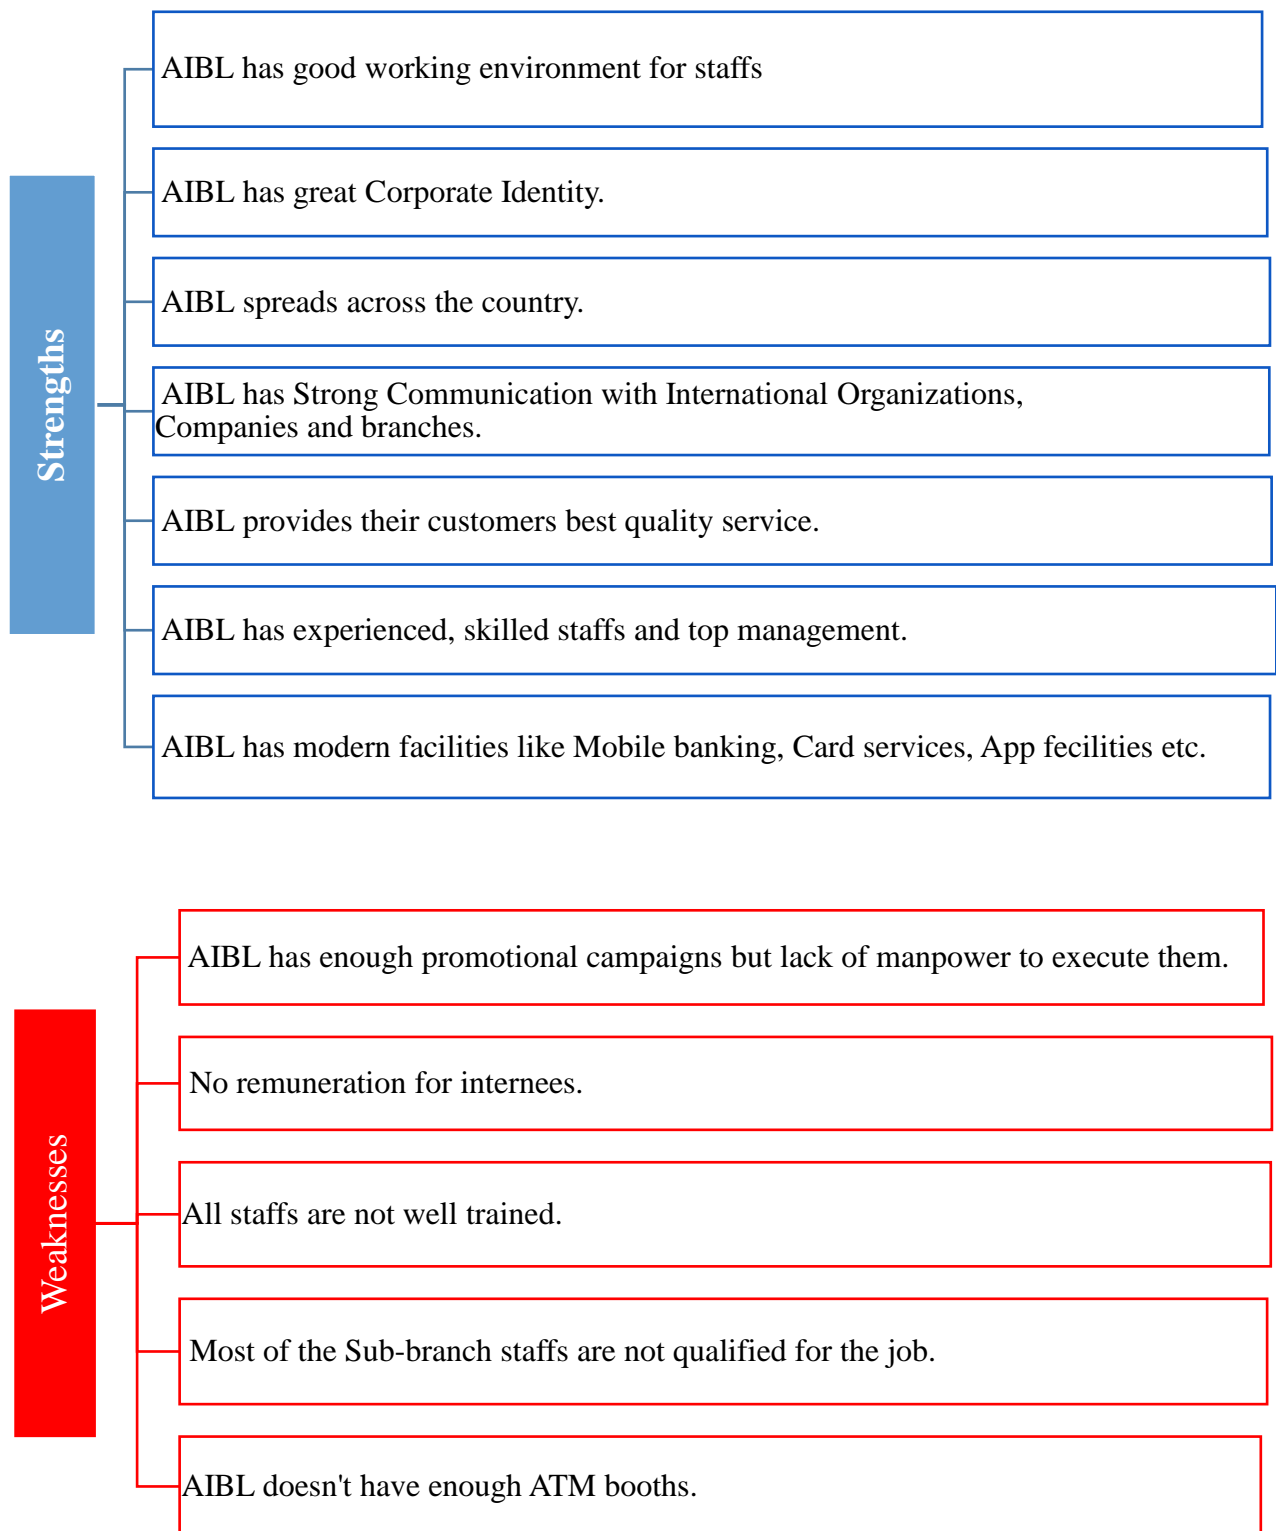 Strengths
AIBL has good working environment for staffs
AIBL has great Corporate Identity.
AIBL spreads across the country.
AIBL has Strong Communication with International Organizations,
Companies and branches.
AIBL provides their customers best quality service.
AIBL has experienced, skilled staffs and top management.
AIBL has modern facilities like Mobile banking, Card services, App fecilities etc.
Weaknesses
AIBL has enough promotional campaigns but lack of manpower to execute them.
No remuneration for internees.
All staffs are not well trained.
Most of the Sub-branch staffs are not qualified for the job.
AIBL doesn't have enough ATM booths.